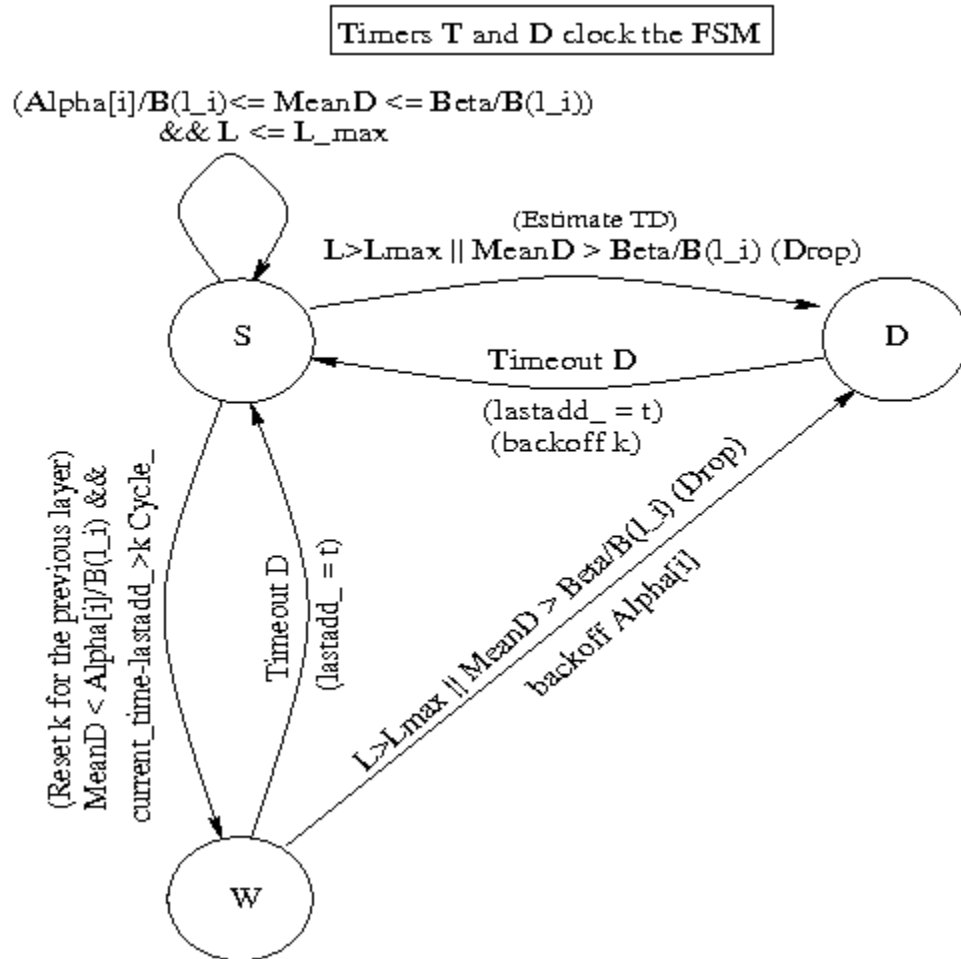 Timers T and D clock the FSM
(Alpha[i]/B(l_i)<= MeanD <= Beta/B(l_i))
&& L <= L_max
(Estimate TD)
L>Lmax || MeanD > Beta/B(l_i) (Drop)
S
D
Timeout D
(lastadd_ = t)
(backoff k)
(Reset k for the previous layer)
MeanD < Alpha[i]/B(l_i) &&
current_time-lastadd_>k Cycle_
Timeout D
(lastadd_ = t)
L>Lmax || MeanD > Beta/B(l_i) (Drop)
backoff Alpha[i]
W